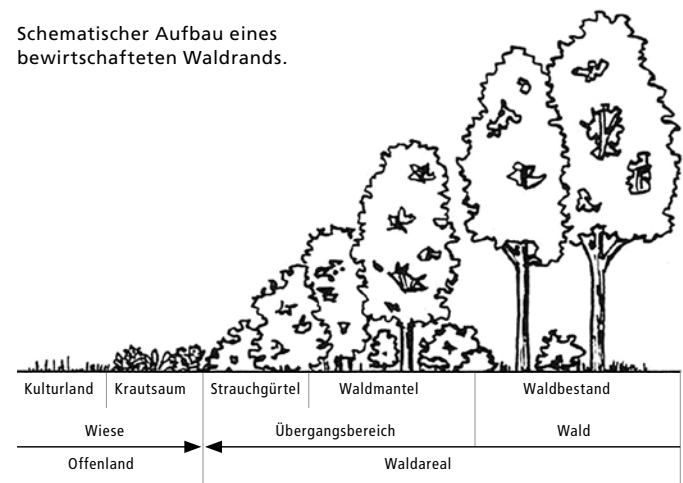 Schematischer Aufbau eines
bewirtschafteten Waldrands.
Kulturland Krautsaum Strauchgürtel Waldmantel Waldbestand
Wiese Übergangsbereich Wald
Offenland Waldareal